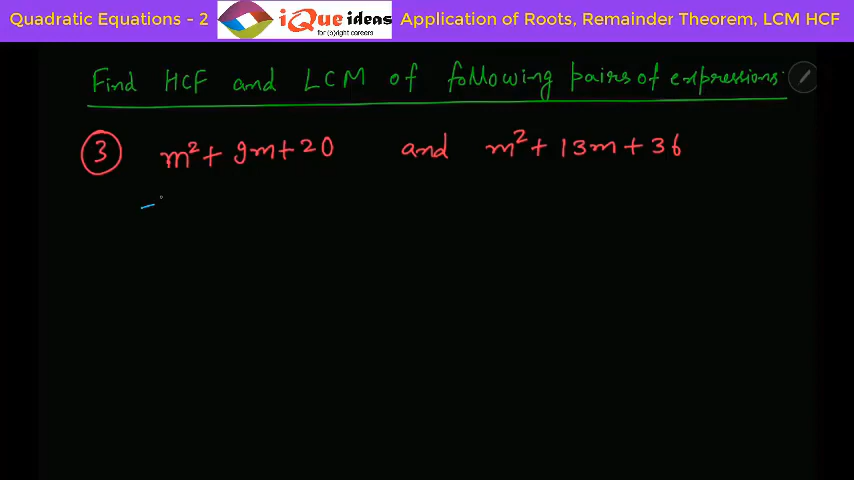 Quadratic Equations - 2 iQue ideas Application of Roots, Remainder Theorem, LCM HCF
for (b)right careers
Find HCF and LCM of following pairs of expressions.
3 m²+ 9m+20 and m²+ 13m + 36